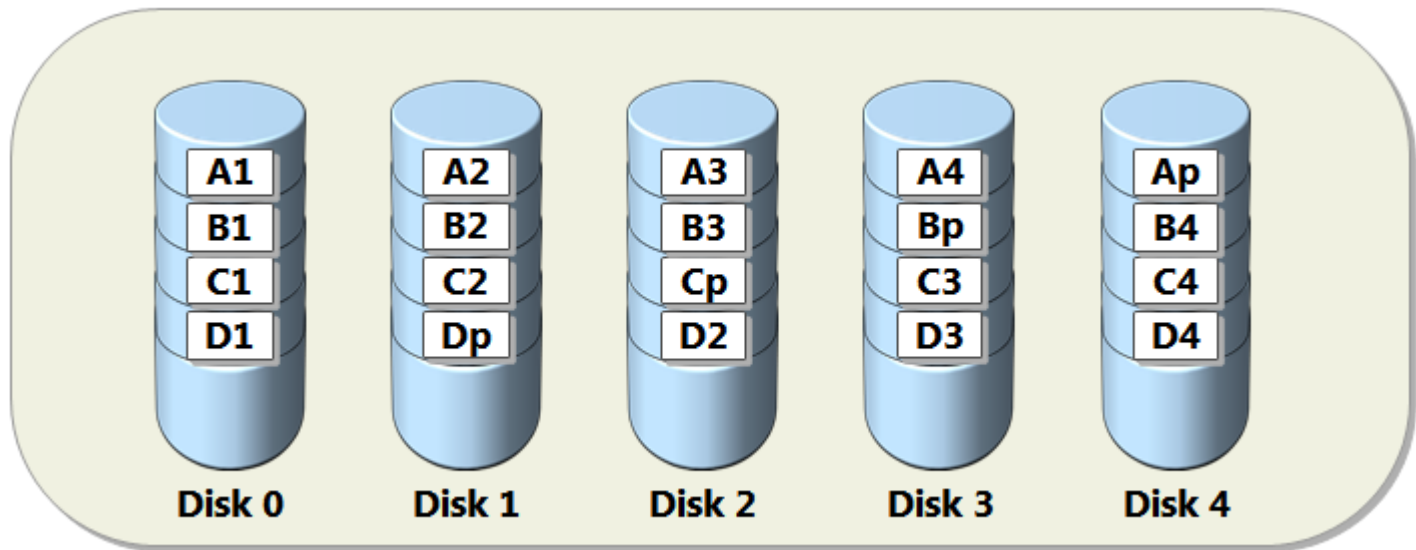 A1 A2 A3 A4 Ap
B1 B2 B3 Bp B4
C1 C2 Cp C3 C4
D1 Dp D2 D3 D4
Disk 0 Disk 1 Disk 2 Disk 3 Disk 4